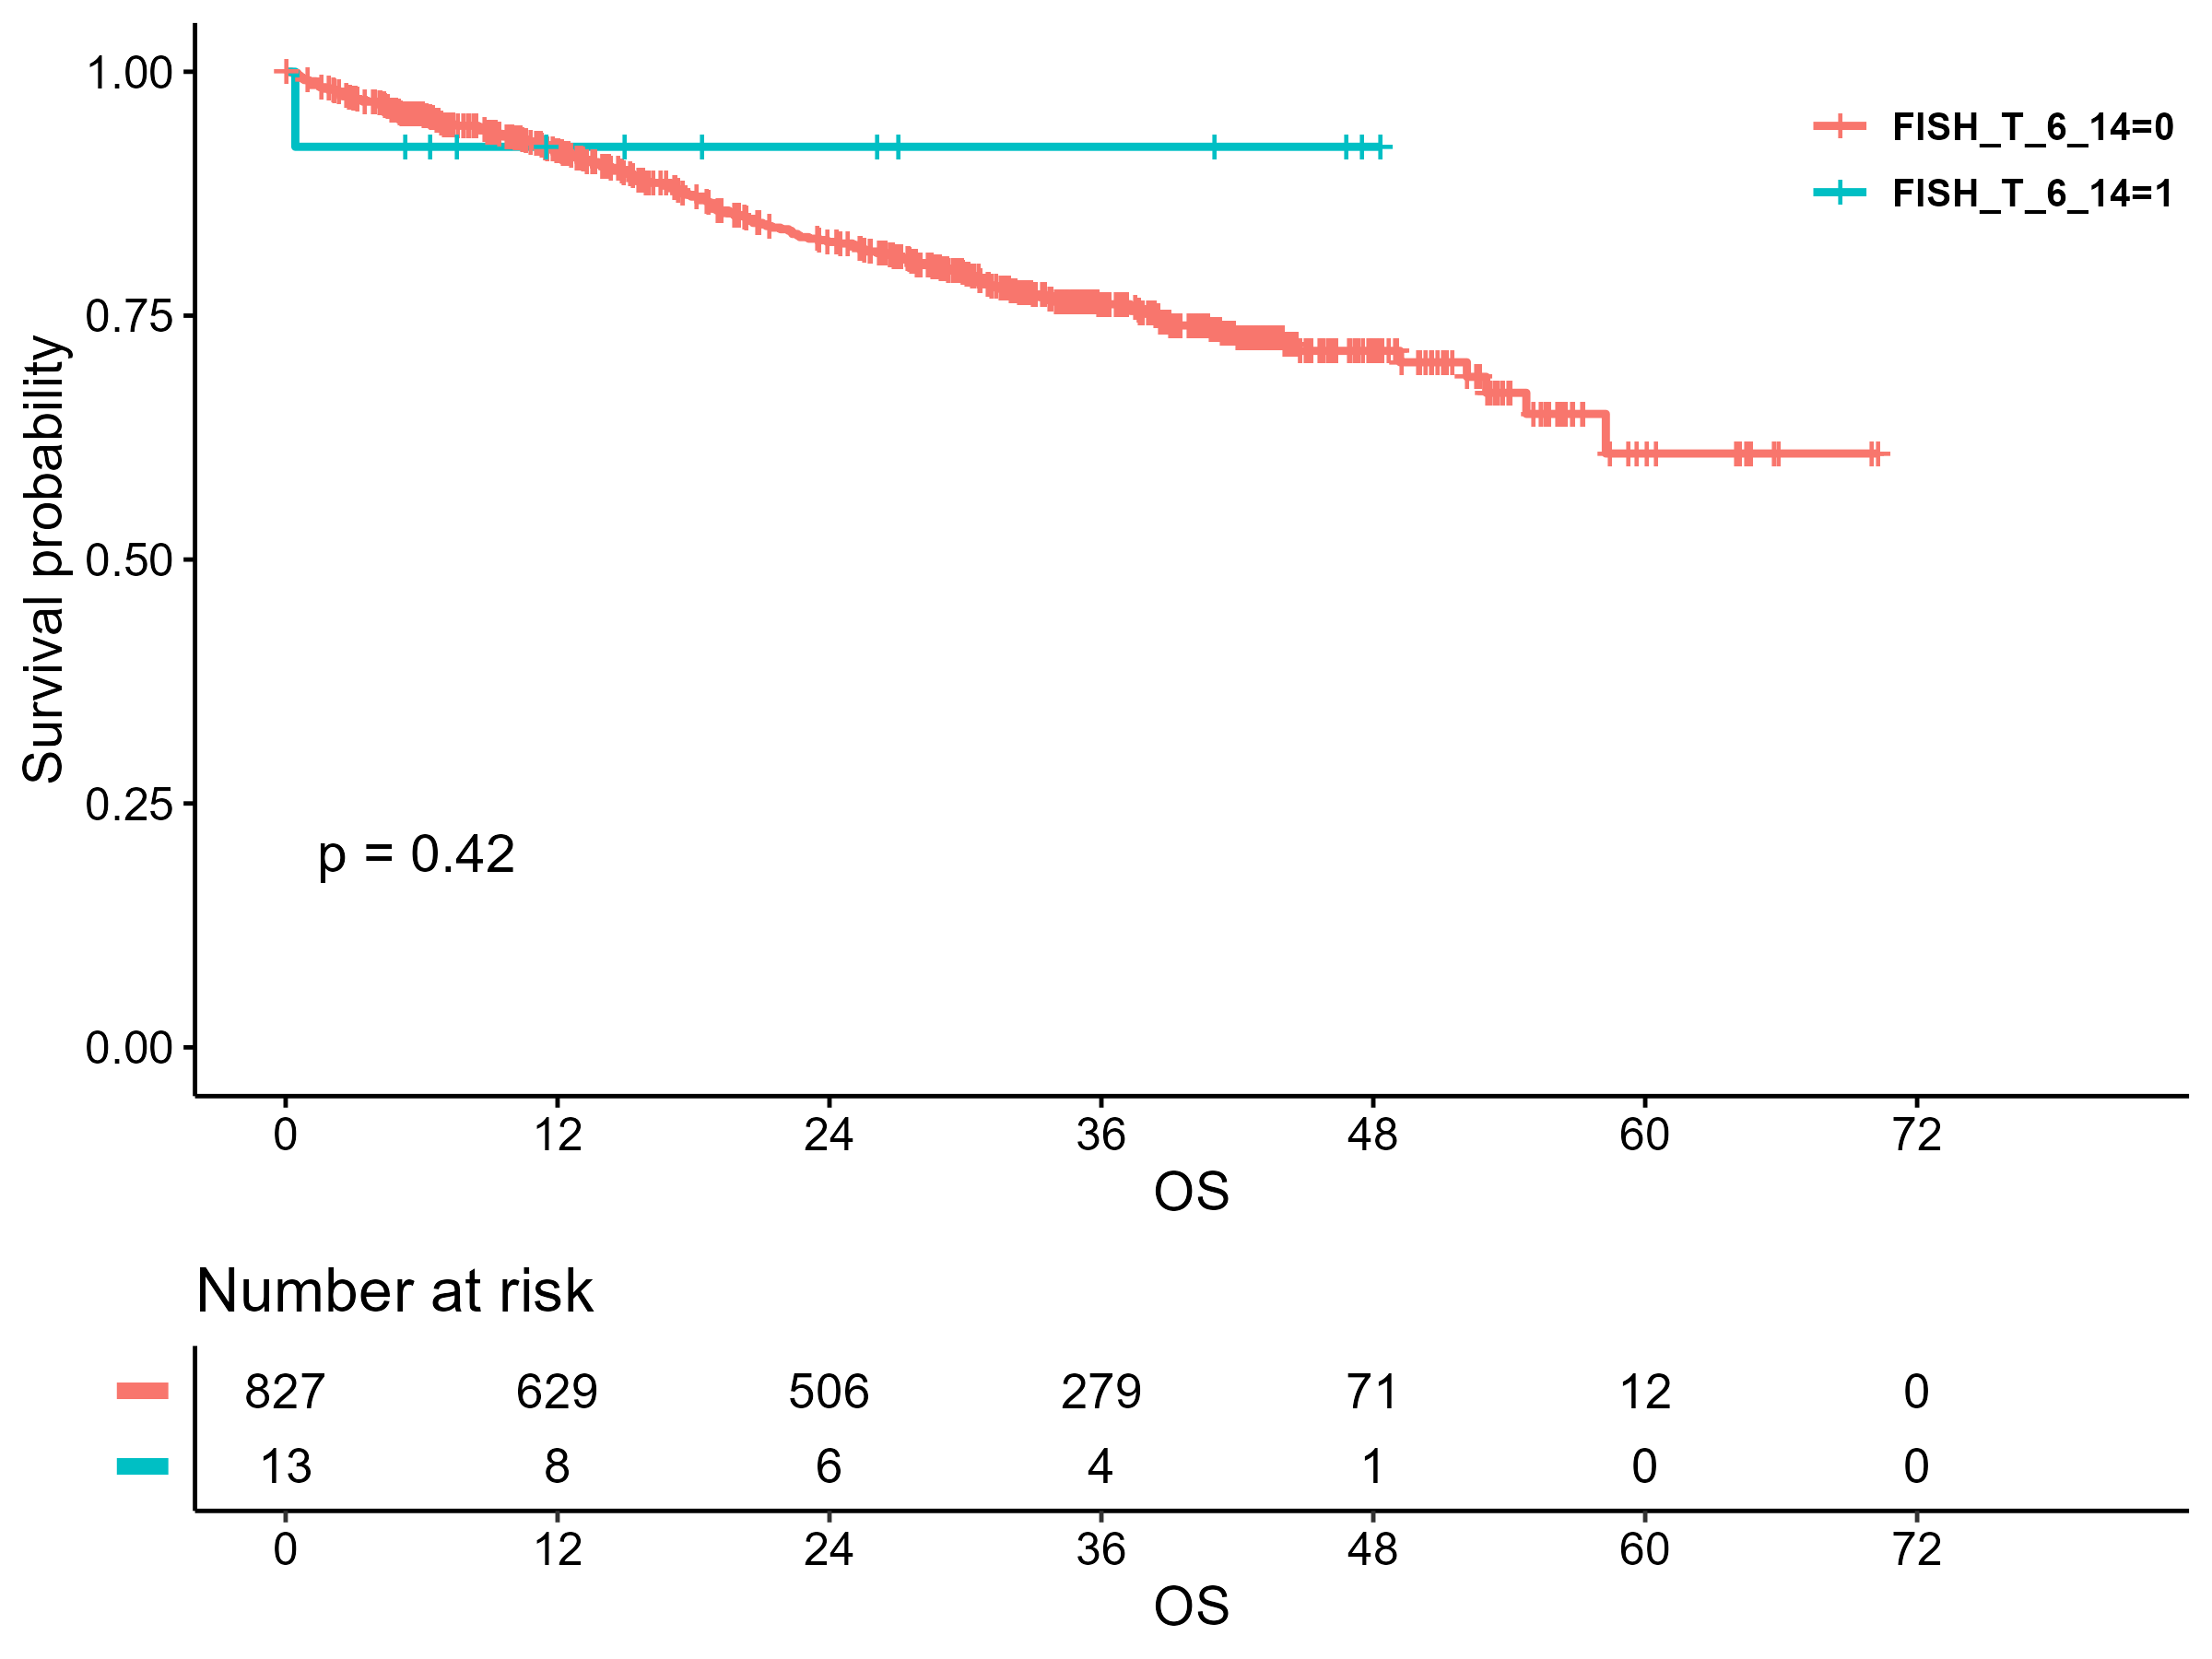 1.00
0.75
0.50
0.25
0.00
Survival probability
FISH_T_6_14=0
FISH_T_6_14=1
p = 0.42
0 12 24 36 48 60 72
OS
Number at risk
827 629 506 279 71 12 0
13 8 6 4 1 0 0
0 12 24 36 48 60 72
OS